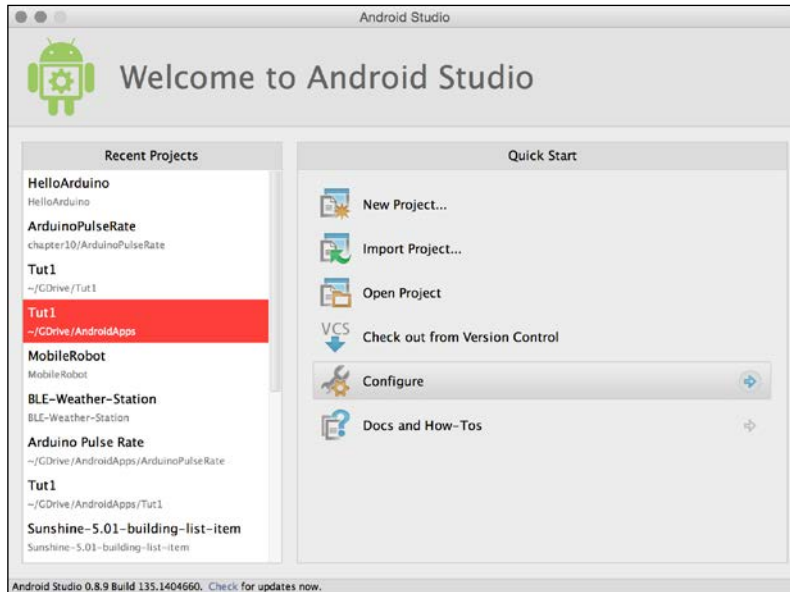 Android Studio
Welcome to Android Studio
Recent Projects
HelloArduino
HelloArduino
ArduinoPulseRate
chapter10/ArduinoPulseRate
Tut1
~/GDrive/Tut1
Tut1
~/GDrive/AndroidApps
MobileRobot
MobileRobot
BLE-Weather-Station
BLE-Weather-Station
Arduino Pulse Rate
~/GDrive/AndroidApps/ArduinoPulseRate
Tut1
~/GDrive/AndroidApps/Tut1
Sunshine-5.01-building-list-item
Sunshine-5.01-building-list-item
Quick Start
New Project...
Import Project...
Open Project
VCS
Check out from Version Control
Configure
Docs and How-Tos
Android Studio 0.8.9 Build 135.1404660. Check for updates now.